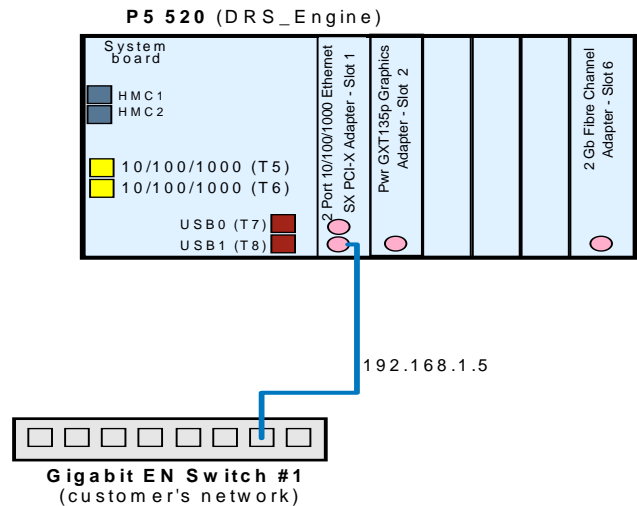 P5 520 (DRS_Engine)
System
board
HMC1
HMC2
10/100/1000 (T5)
10/100/1000 (T6)
USB0 (T7)
USB1 (T8)
2 Port 10/100/1000 Ethernet
SX PCI-X Adapter - Slot 1
Pwr GXT135p Graphics
Adapter - Slot 2
2 Gb Fibre Channel
Adapter - Slot 6
192.168.1.5
Gigabit EN Switch #1
(customer's network)